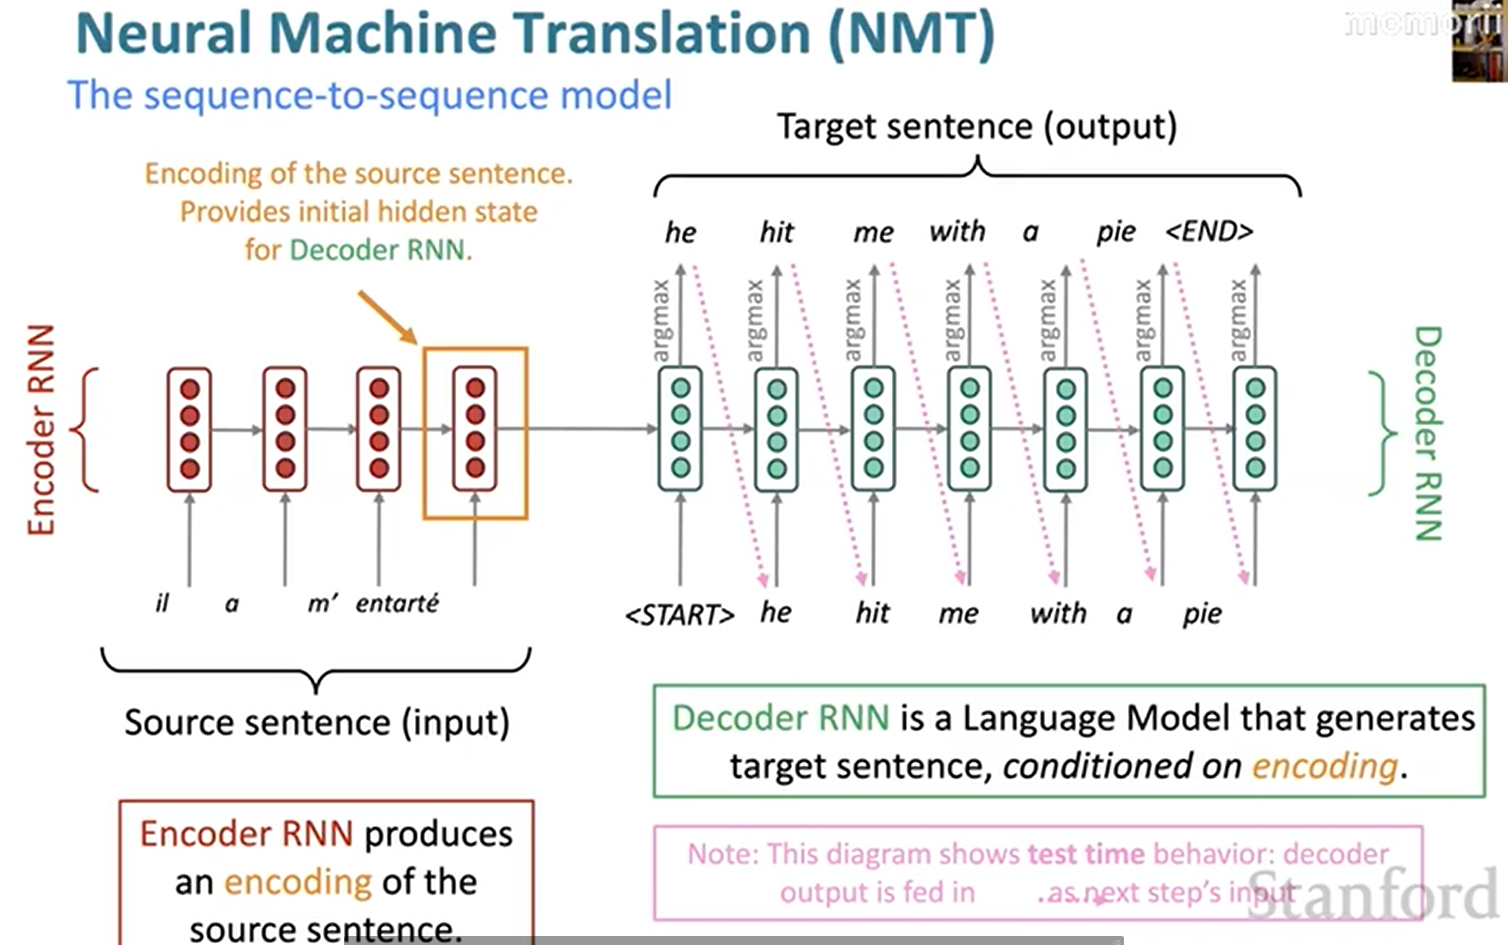 Neural Machine Translation (NMT)
momorii
The sequence-to-sequence model
Target sentence (output)
Encoding of the source sentence.
Provides initial hidden state
for Decoder RNN.
he hit me with a pie <END>
argmax argmax argmax argmax argmax argmax argmax
Encoder RNN
Decoder RNN
il a m' entarté
<START> he hit me with a pie
Source sentence (input)
Decoder RNN is a Language Model that generates
target sentence, conditioned on encoding.
Encoder RNN produces
an encoding of the
source sentence.
Note: This diagram shows test time behavior: decoder
output is fed in as next step's input
Stanford